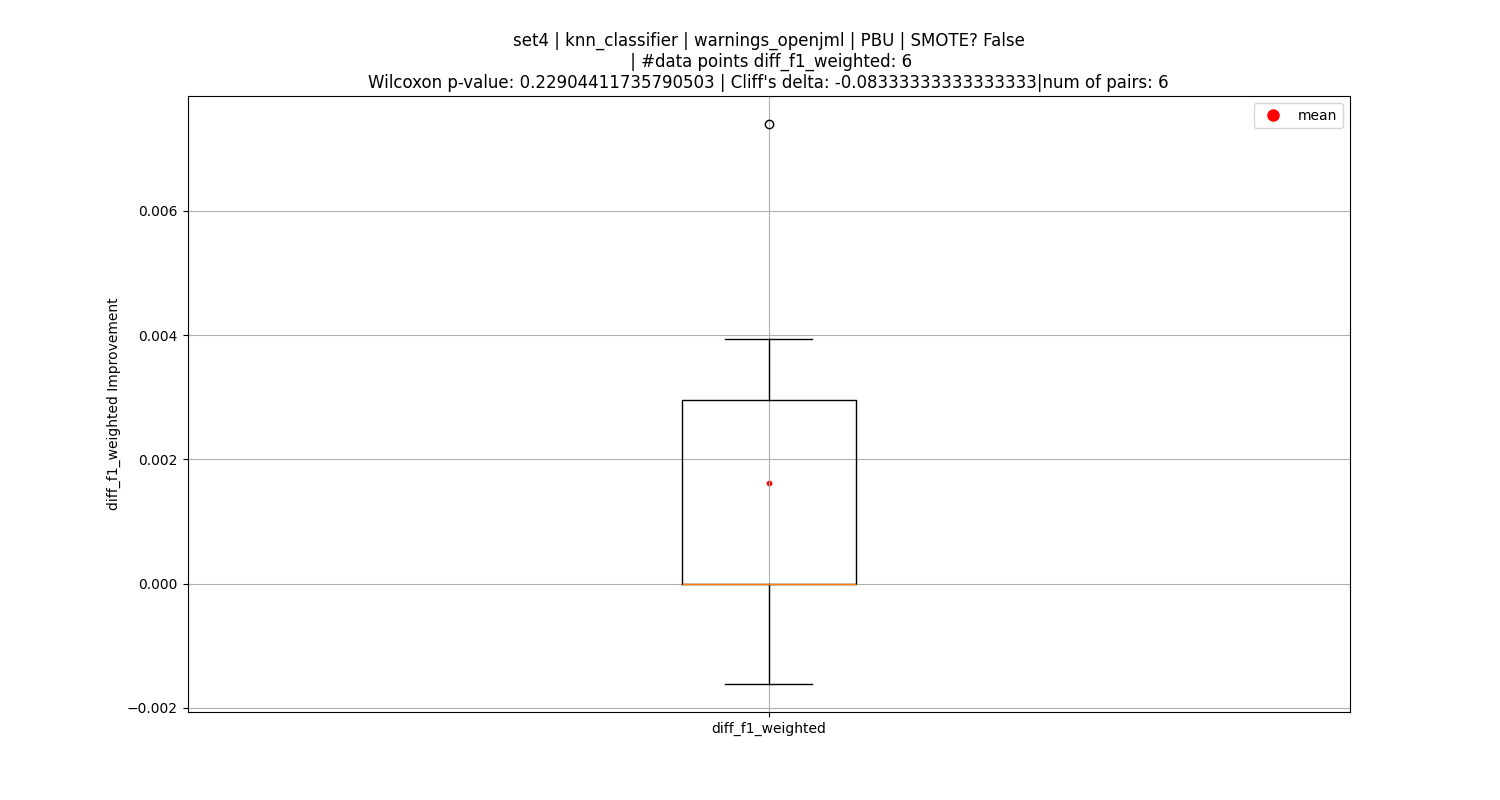 set4 | knn_classifier | warnings_openjml | PBU | SMOTE? False
| #data points diff_f1_weighted: 6
Wilcoxon p-value: 0.22904411735790503 | Cliff's delta: -0.08333333333333333|num of pairs: 6
mean
0.006
0.004
0.002
0.000
−0.002
diff_f1_weighted Improvement
diff_f1_weighted